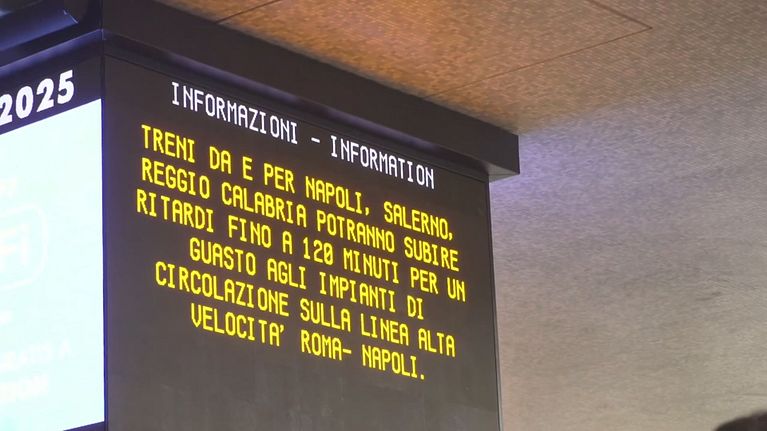 2025
INFORMAZIONI - INFORMATION
TRENI DA E PER NAPOLI, SALERNO,
REGGIO CALABRIA POTRANNO SUBIRE
RITARDI FINO A 120 MINUTI PER UN
GUASTO AGLI IMPIANTI DI
CIRCOLAZIONE SULLA LINEA ALTA
VELOCITA' ROMA- NAPOLI.